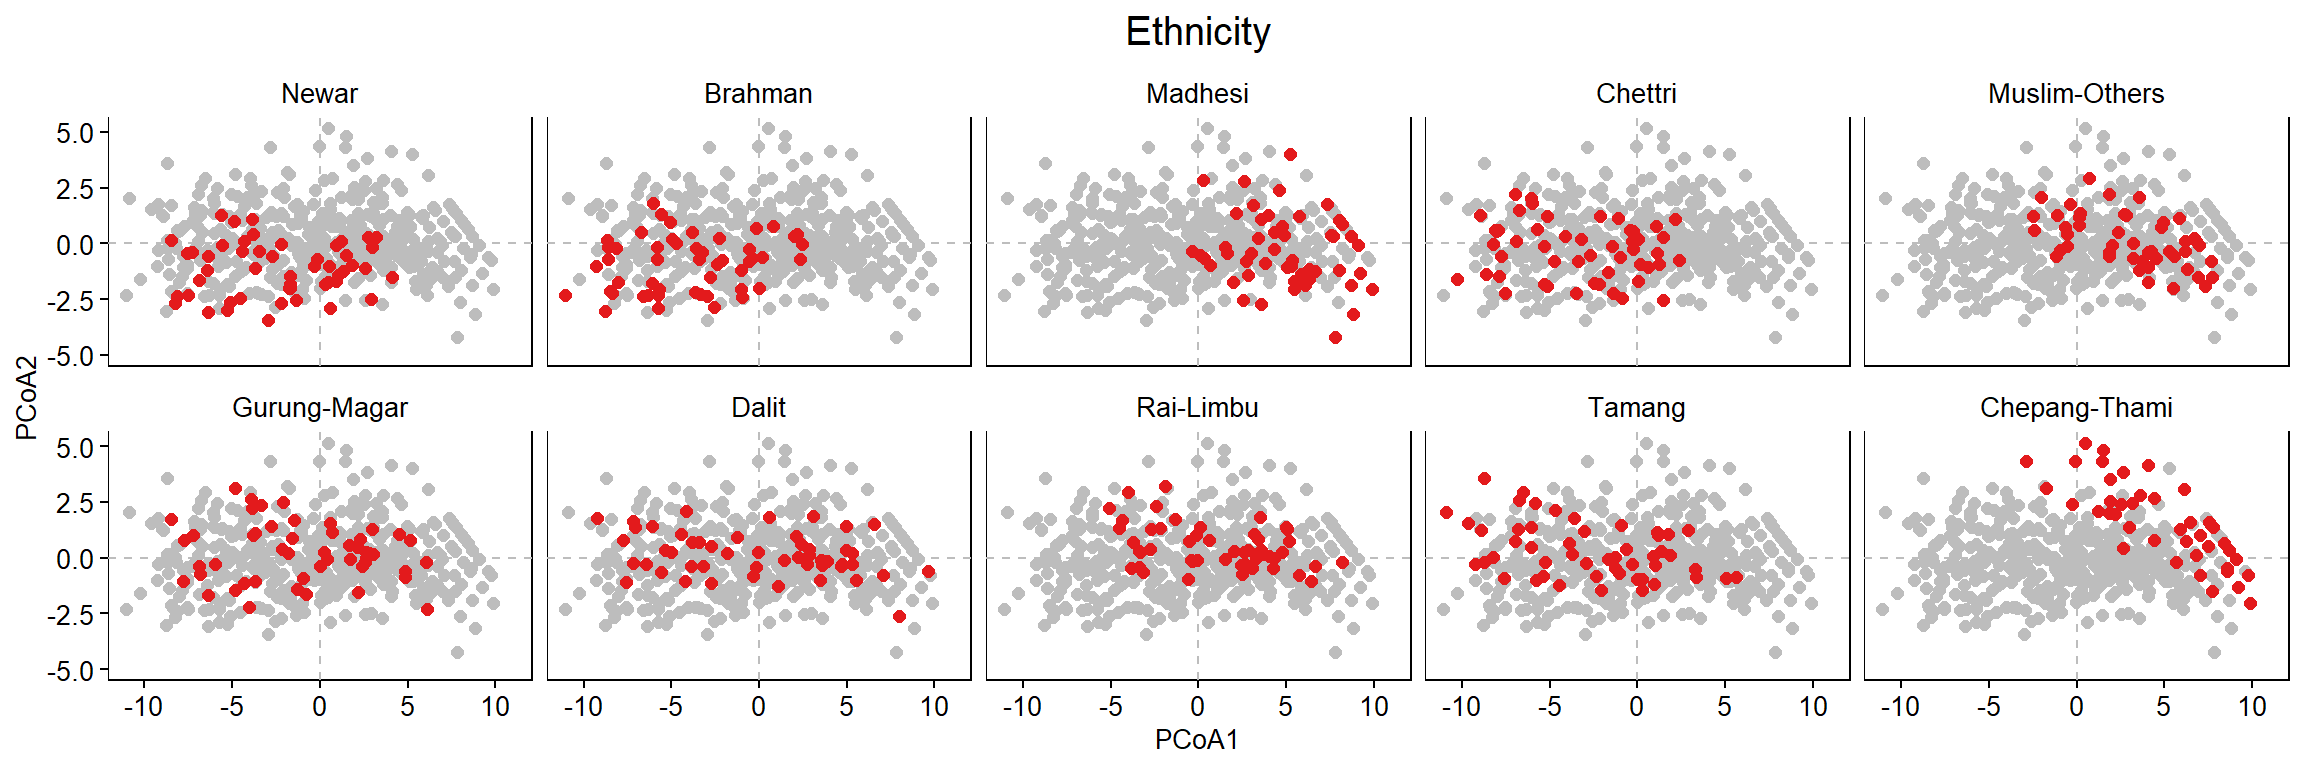 Ethnicity
Newar Brahman Madhesi Chettri Muslim-Others
5.0
2.5
0.0
-2.5
-5.0
PCoA2
Gurung-Magar Dalit Rai-Limbu Tamang Chepang-Thami
5.0
2.5
0.0
-2.5
-5.0
-10 -5 0 5 10 -10 -5 0 5 10 -10 -5 0 5 10 -10 -5 0 5 10 -10 -5 0 5 10
PCoA1